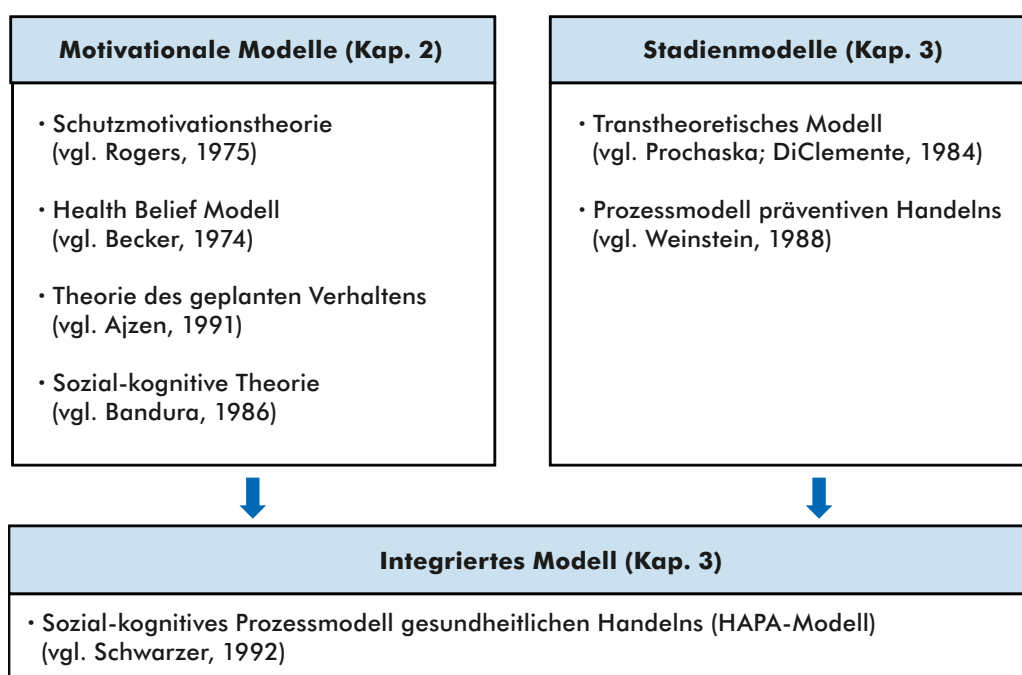 Motivationale Modelle (Kap. 2)
· Schutzmotivationstheorie
(vgl. Rogers, 1975)
· Health Belief Modell
(vgl. Becker, 1974)
· Theorie des geplanten Verhaltens
(vgl. Ajzen, 1991)
· Sozial-kognitive Theorie
(vgl. Bandura, 1986)
Stadienmodelle (Kap. 3)
· Transtheoretisches Modell
(vgl. Prochaska; DiClemente, 1984)
· Prozessmodell präventiven Handelns
(vgl. Weinstein, 1988)
Integriertes Modell (Kap. 3)
· Sozial-kognitives Prozessmodell gesundheitlichen Handelns (HAPA-Modell)
(vgl. Schwarzer, 1992)